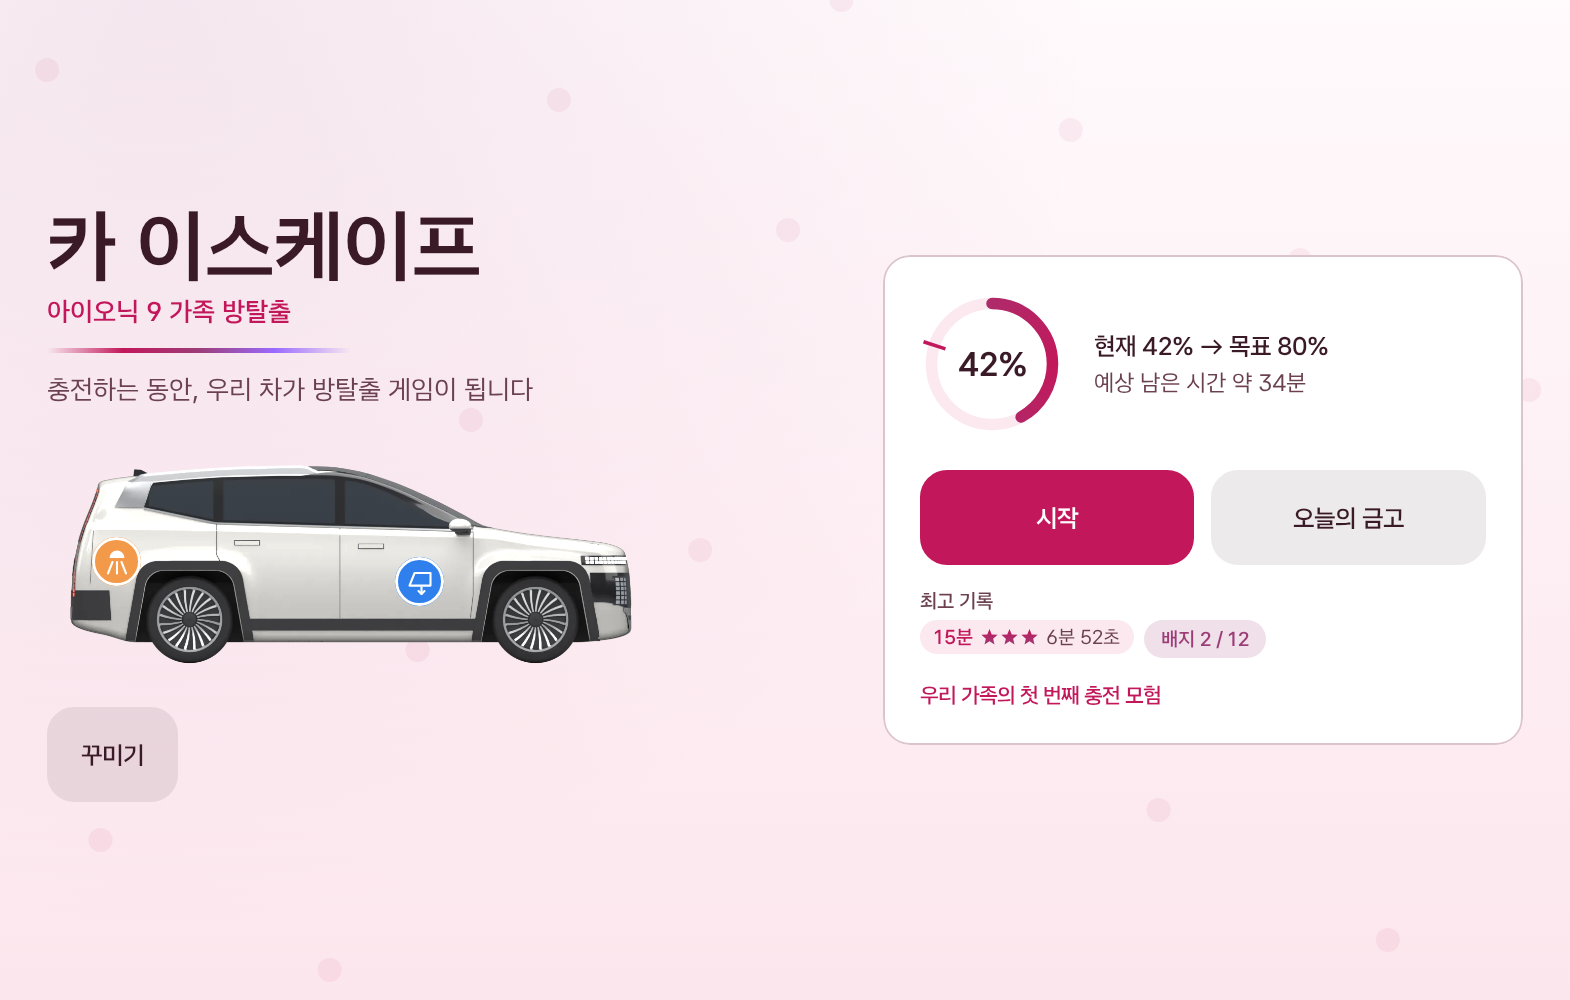 카 이스케이프
아이오닉 9 가족 방탈출
충전하는 동안, 우리 차가 방탈출 게임이 됩니다
꾸미기
42%
현재 42% → 목표 80%
예상 남은 시간 약 34분
시작
오늘의 금고
최고 기록
15분 ★★★ 6분 52초
배지 2 / 12
우리 가족의 첫 번째 충전 모험